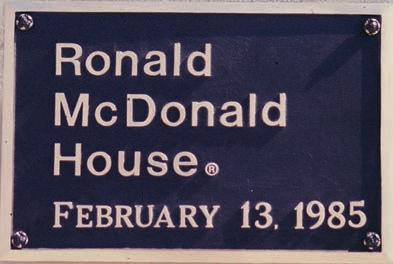 Ronald
McDonald
House®
FEBRUARY 13, 1985